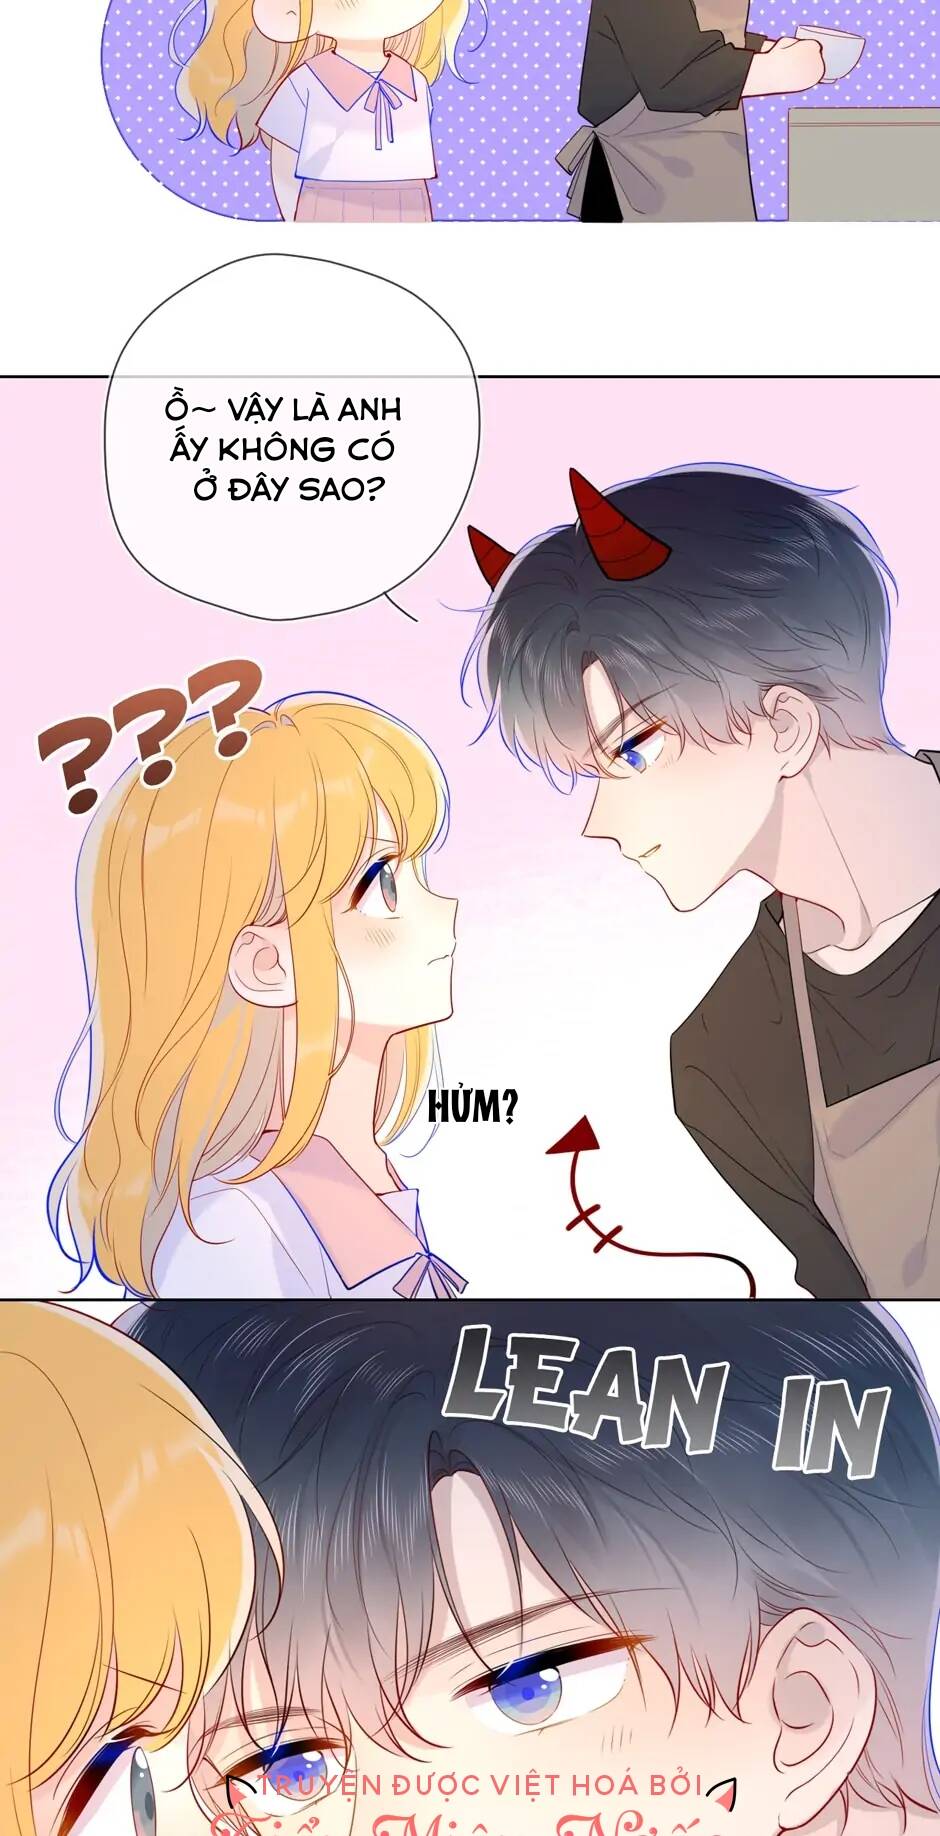 Ồ~ VẬY LÀ ANH
ẤY KHÔNG CÓ
Ở ĐÂY SAO?
???
HỬM?
LEAN IN
TRUYỆN ĐƯỢC VIỆT HOÁ BỞI